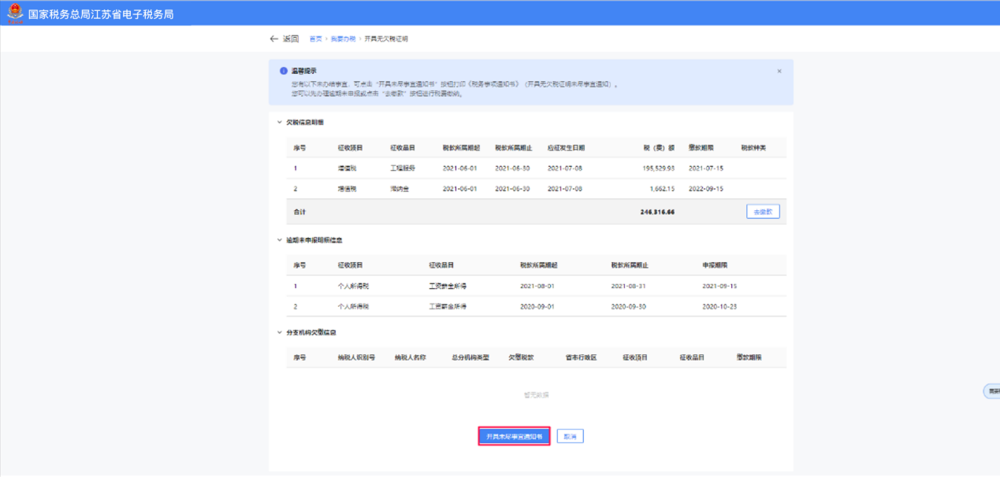 国家税务总局江苏省电子税务局
← 返回 首页 › 我要办税 › 开具无欠税证明
温馨提示 ×
您有以下未办结事宜，可点击“开具未尽事宜通知书”按钮打印《税务事项通知书》（开具无欠税证明未尽事宜通知）。
您可以先办理逾期未申报或点击“去缴款”按钮进行税费缴纳。
欠税信息明细
序号 征收项目 征收品目 税款所属期起 税款所属期止 应征发生日期 税（费）额 缴款期限 税款种类
1 增值税 工程服务 2021-06-01 2021-06-30 2021-07-08 195,529.93 2021-07-15
2 增值税 滞纳金 2021-06-01 2021-06-30 2021-07-08 1,662.15 2022-09-15
合计 246,316.66 去缴款
逾期未申报明细信息
序号 征收项目 征收品目 税款所属期起 税款所属期止 申报期限
1 个人所得税 工资薪金所得 2021-08-01 2021-08-31 2021-09-15
2 个人所得税 工资薪金所得 2020-09-01 2020-09-30 2020-10-23
分支机构欠缴信息
序号 纳税人识别号 纳税人名称 总分机构类型 欠缴税款 省市行政区 征收项目 征收品目 缴款期限
暂无数据
开具未尽事宜通知书 取消